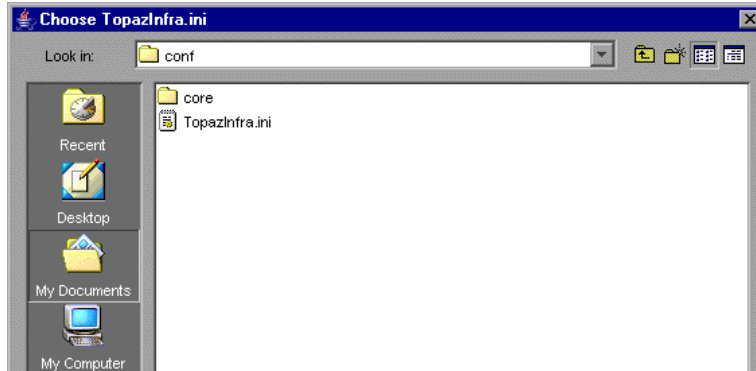 Choose TopazInfra.ini
Look in: conf
core
TopazInfra.ini
Recent
Desktop
My Documents
My Computer